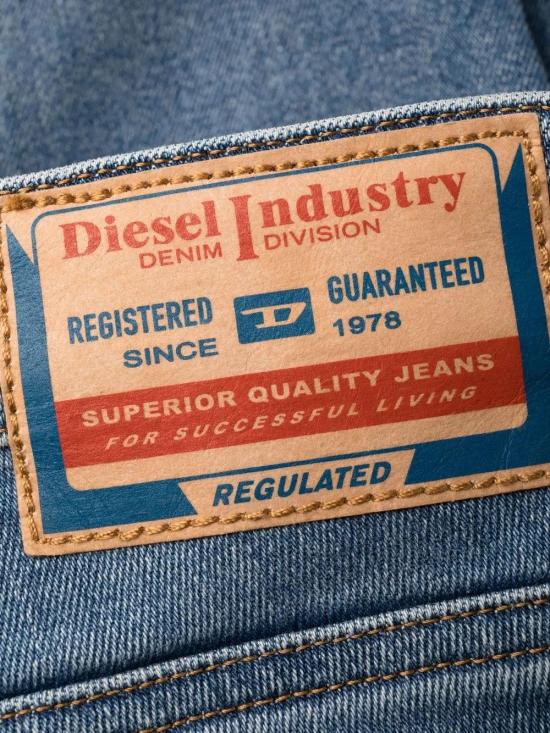 Diesel Industry
DENIM DIVISION
REGISTERED D GUARANTEED
SINCE 1978
SUPERIOR QUALITY JEANS
FOR SUCCESSFUL LIVING
REGULATED